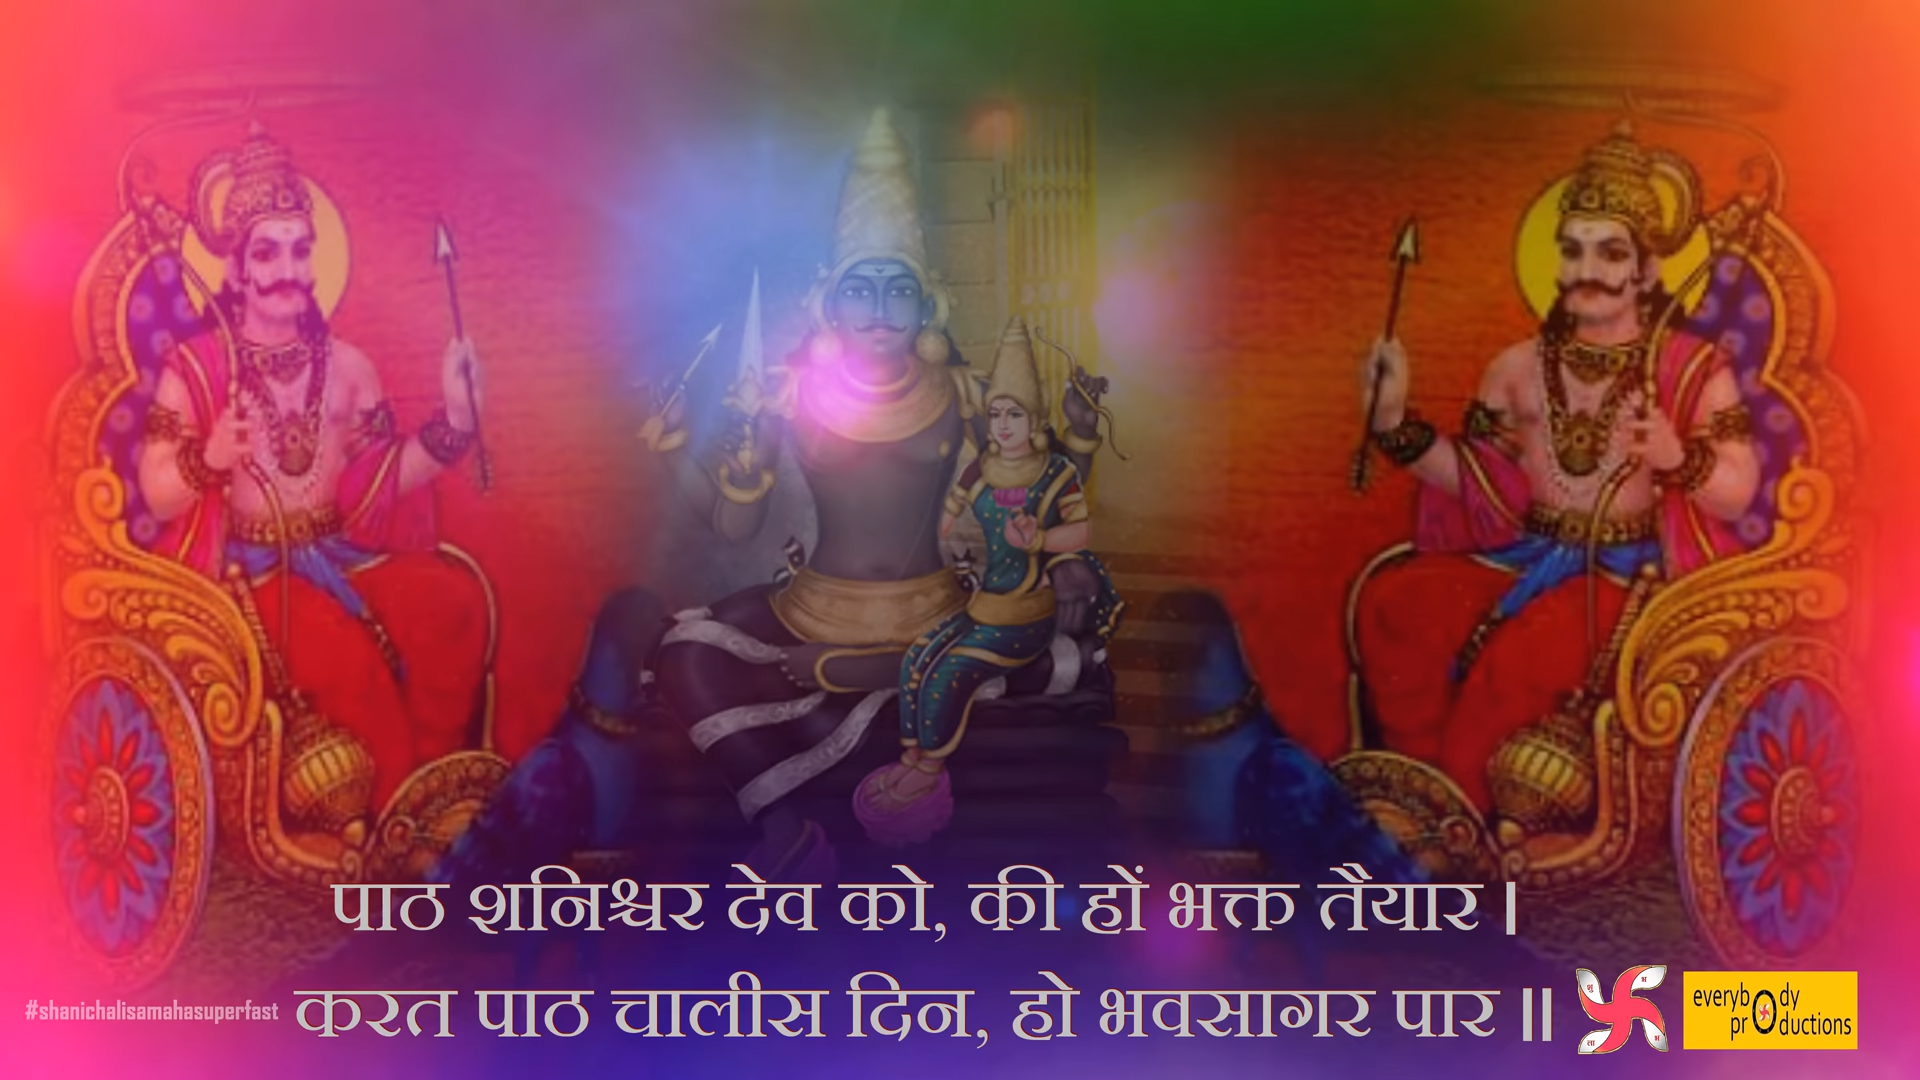 पाठ शनिश्चर देव को, की हों भक्त तैयार ।
करत पाठ चालीस दिन, हो भवसागर पार ॥
#shanichalisamahasuperfast
शु
भ
ला
भ
everybody
productions